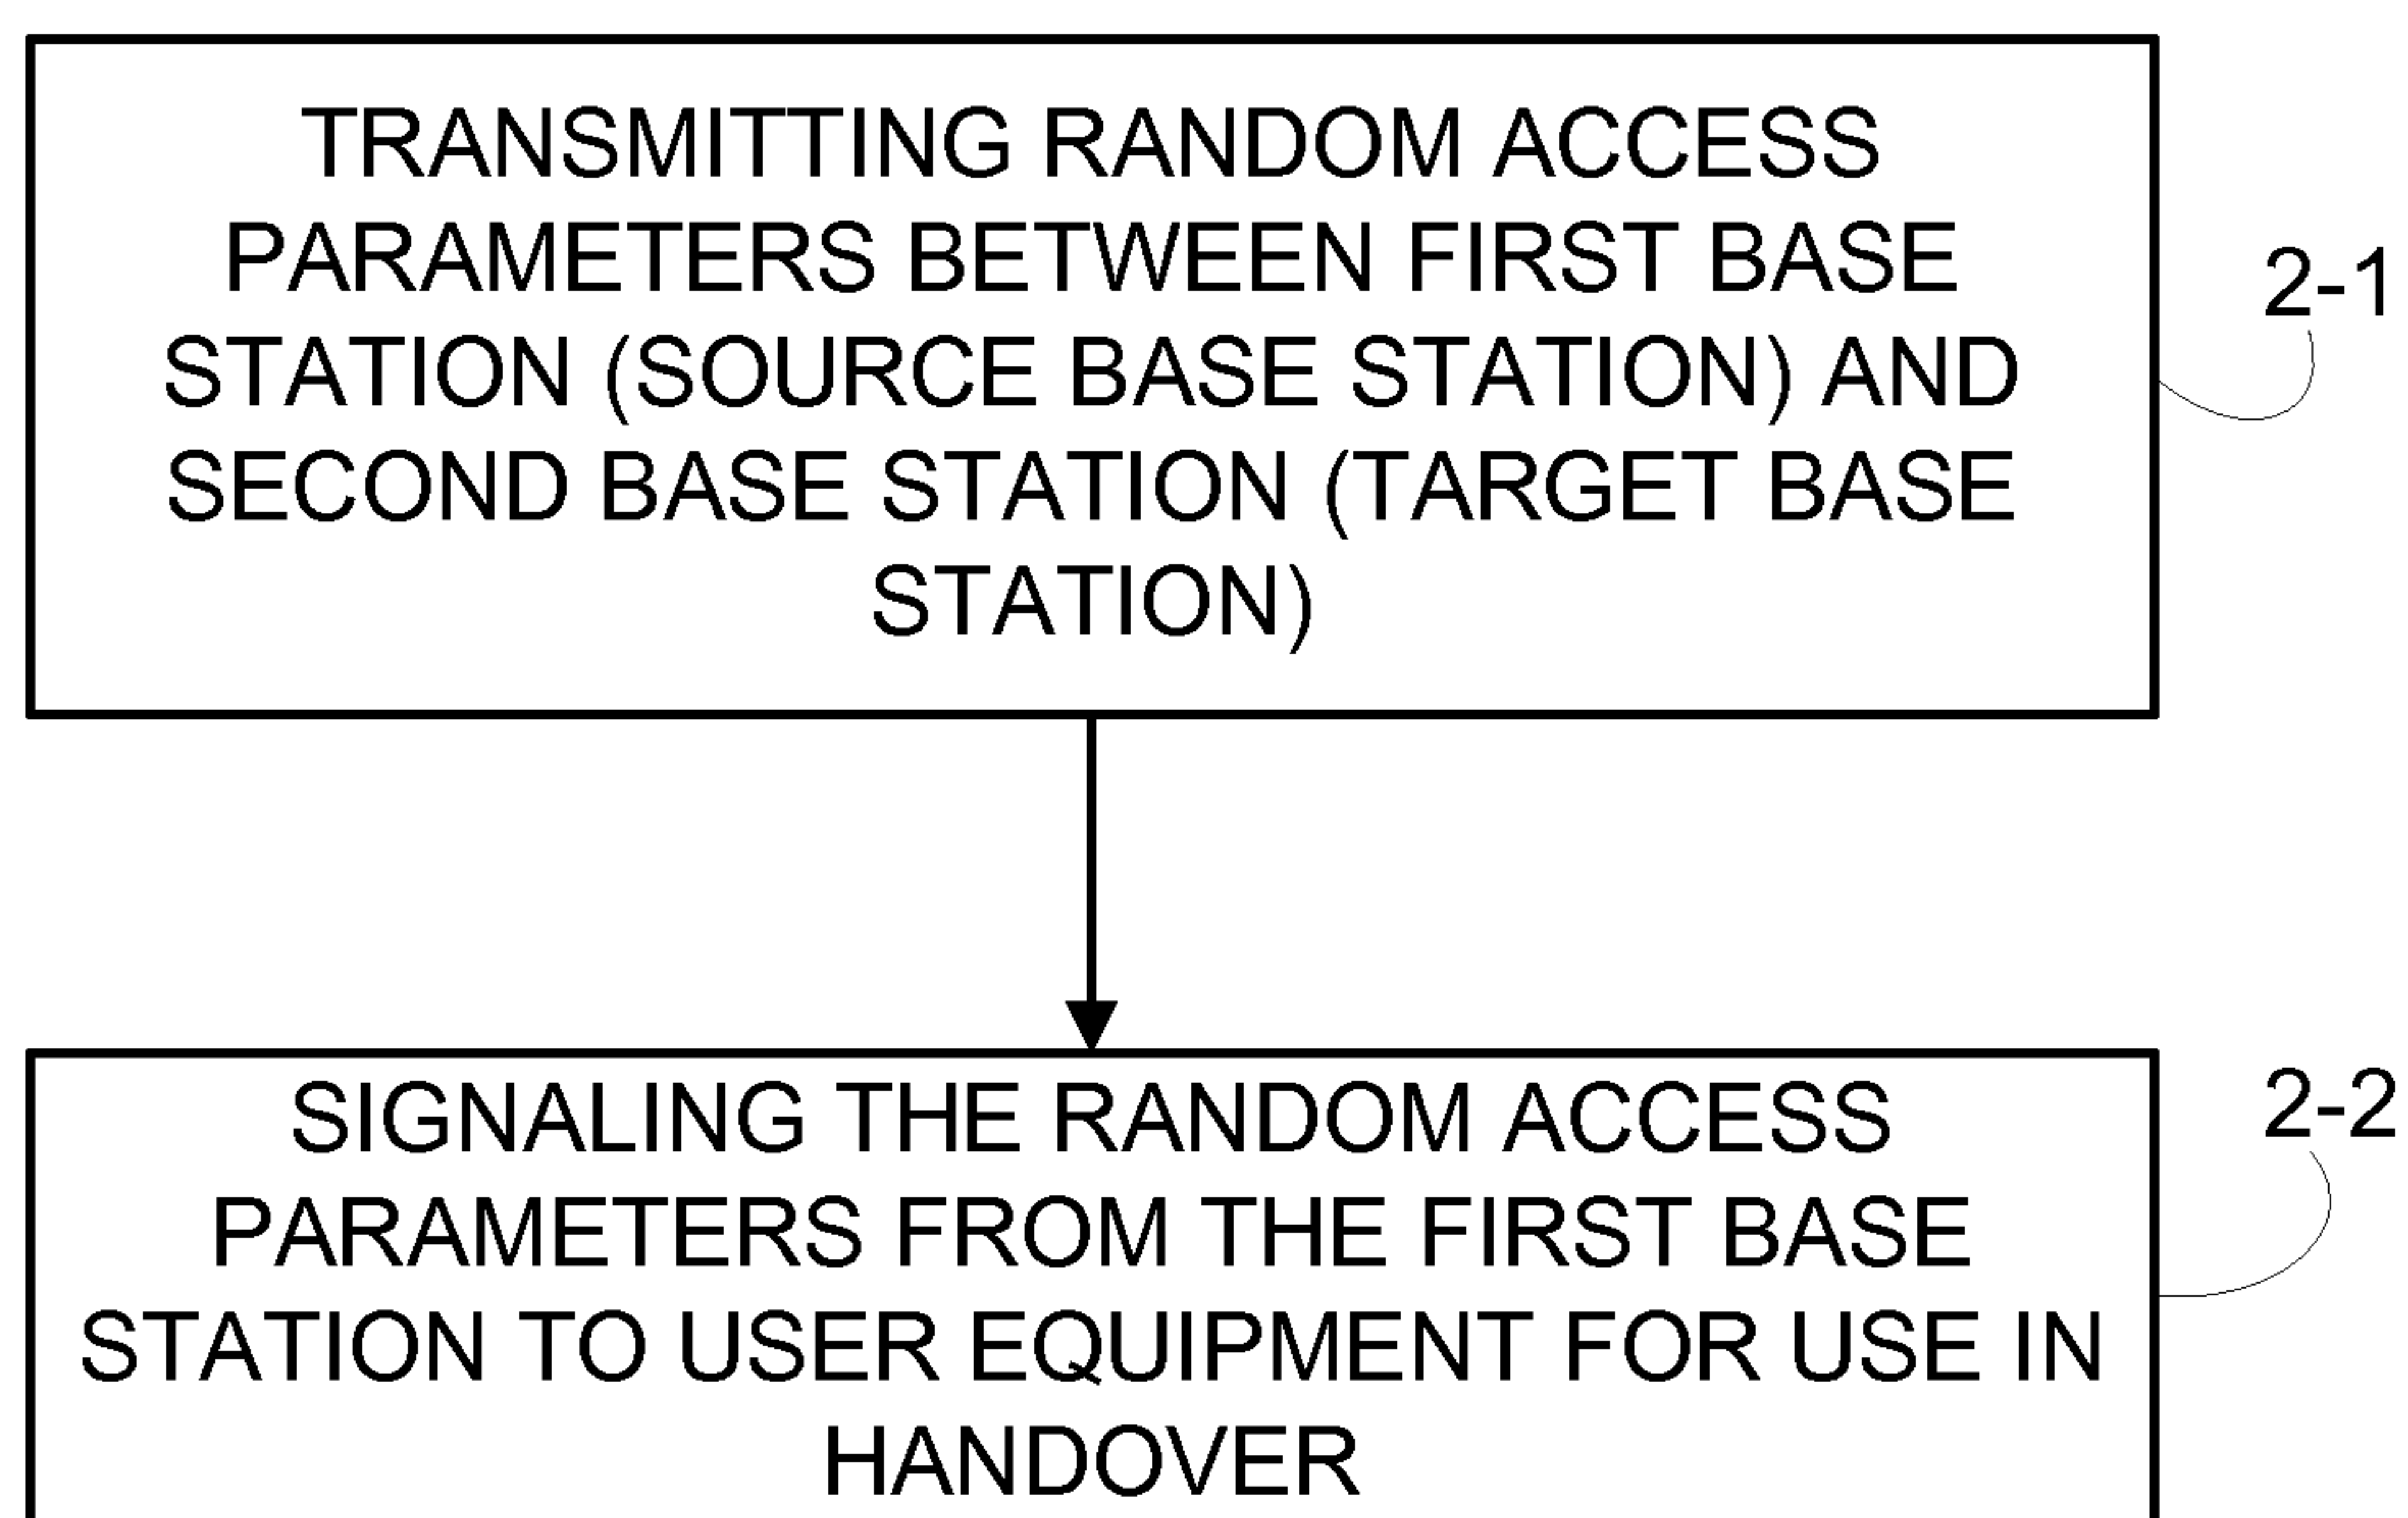 TRANSMITTING RANDOM ACCESS
PARAMETERS BETWEEN FIRST BASE
STATION (SOURCE BASE STATION) AND
SECOND BASE STATION (TARGET BASE
STATION)
2-1
SIGNALING THE RANDOM ACCESS
PARAMETERS FROM THE FIRST BASE
STATION TO USER EQUIPMENT FOR USE IN
HANDOVER
2-2